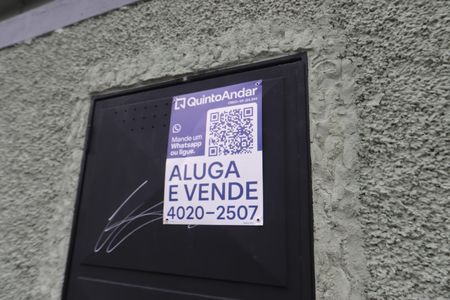 QuintoAndar
Mande um
Whatsapp
ou ligue.
ALUGA
E VENDE
4020-2507